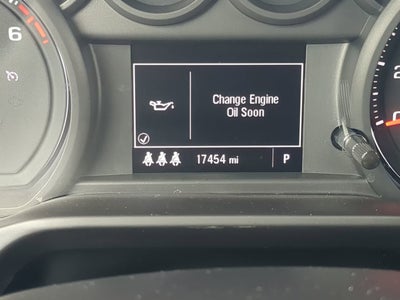 6
Change Engine
Oil Soon
17454 mi P